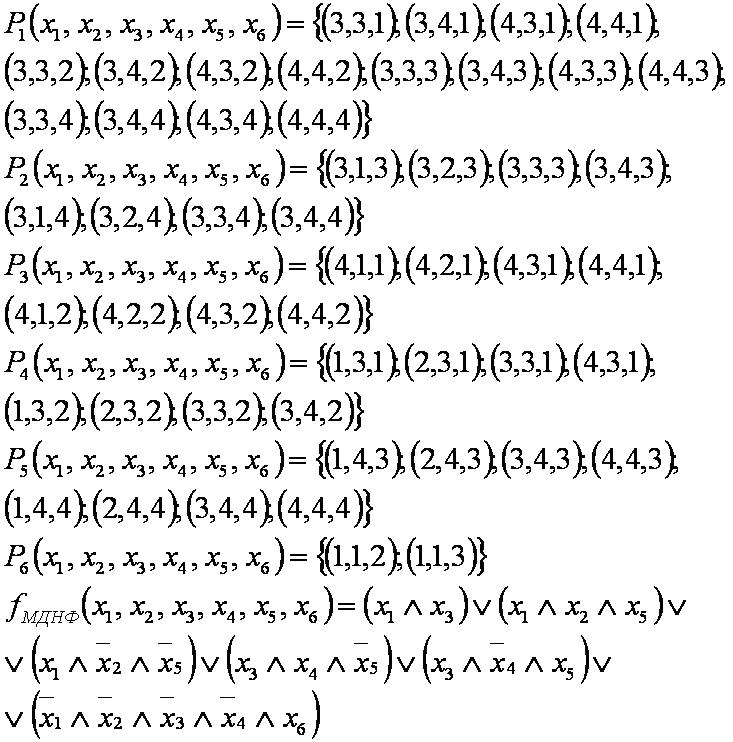 P₁(x₁, x₂, x₃, x₄, x₅, x₆) = {(3,3,1);(3,4,1);(4,3,1);(4,4,1);
(3,3,2);(3,4,2);(4,3,2);(4,4,2);(3,3,3);(3,4,3);(4,3,3);(4,4,3);
(3,3,4);(3,4,4);(4,3,4);(4,4,4)}
P₂(x₁, x₂, x₃, x₄, x₅, x₆) = {(3,1,3);(3,2,3);(3,3,3);(3,4,3);
(3,1,4);(3,2,4);(3,3,4);(3,4,4)}
P₃(x₁, x₂, x₃, x₄, x₅, x₆) = {(4,1,1);(4,2,1);(4,3,1);(4,4,1);
(4,1,2);(4,2,2);(4,3,2);(4,4,2)}
P₄(x₁, x₂, x₃, x₄, x₅, x₆) = {(1,3,1);(2,3,1);(3,3,1);(4,3,1);
(1,3,2);(2,3,2);(3,3,2);(3,4,2)}
P₅(x₁, x₂, x₃, x₄, x₅, x₆) = {(1,4,3);(2,4,3);(3,4,3);(4,4,3);
(1,4,4);(2,4,4);(3,4,4);(4,4,4)}
P₆(x₁, x₂, x₃, x₄, x₅, x₆) = {(1,1,2);(1,1,3)}
f_МДНФ(x₁, x₂, x₃, x₄, x₅, x₆) = (x₁ ∧ x₃) ∨ (x₁ ∧ x₂ ∧ x₅) ∨
∨ (x₁ ∧ x̅₂ ∧ x̅₅) ∨ (x₃ ∧ x₄ ∧ x̅₅) ∨ (x₃ ∧ x̅₄ ∧ x₅) ∨
∨ (x̅₁ ∧ x̅₂ ∧ x̅₃ ∧ x̅₄ ∧ x₆)